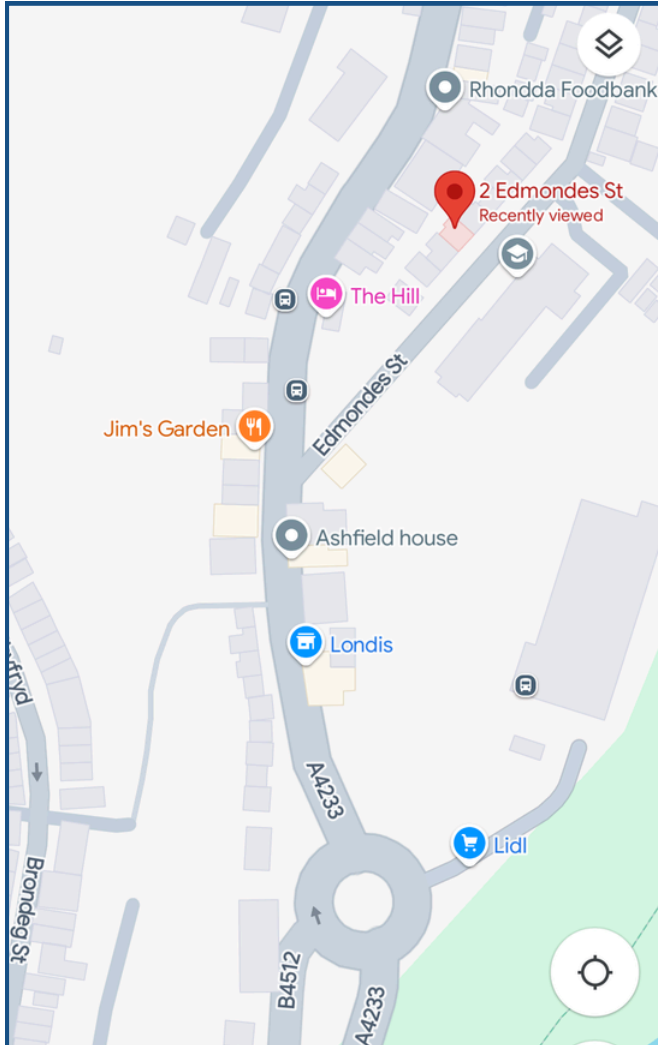 Rhondda Foodbank
2 Edmondes St
Recently viewed
The Hill
Edmondes St
Jim's Garden
Ashfield house
Londis
A4233
Lidl
Brondeg St
B4512
A4233